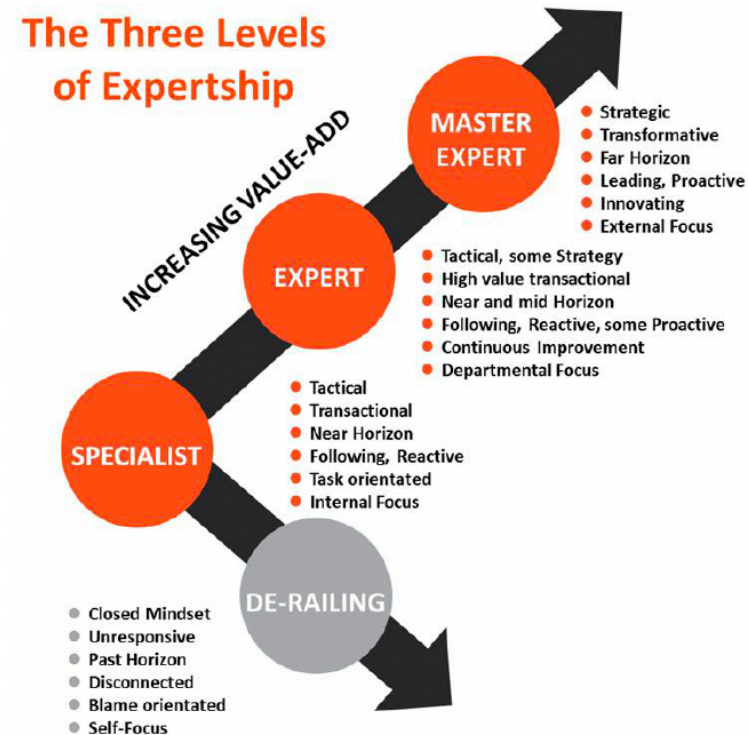 The Three Levels
of Expertship
INCREASING VALUE-ADD
MASTER
EXPERT
Strategic
Transformative
Far Horizon
Leading, Proactive
Innovating
External Focus
EXPERT
Tactical, some Strategy
High value transactional
Near and mid Horizon
Following, Reactive, some Proactive
Continuous Improvement
Departmental Focus
SPECIALIST
Tactical
Transactional
Near Horizon
Following, Reactive
Task orientated
Internal Focus
DE-RAILING
Closed Mindset
Unresponsive
Past Horizon
Disconnected
Blame orientated
Self-Focus